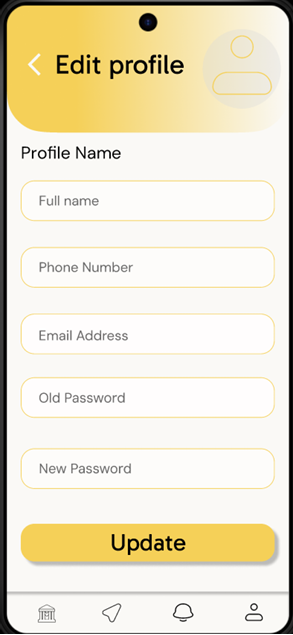 Edit profile
Profile Name
Full name
Phone Number
Email Address
Old Password
New Password
Update